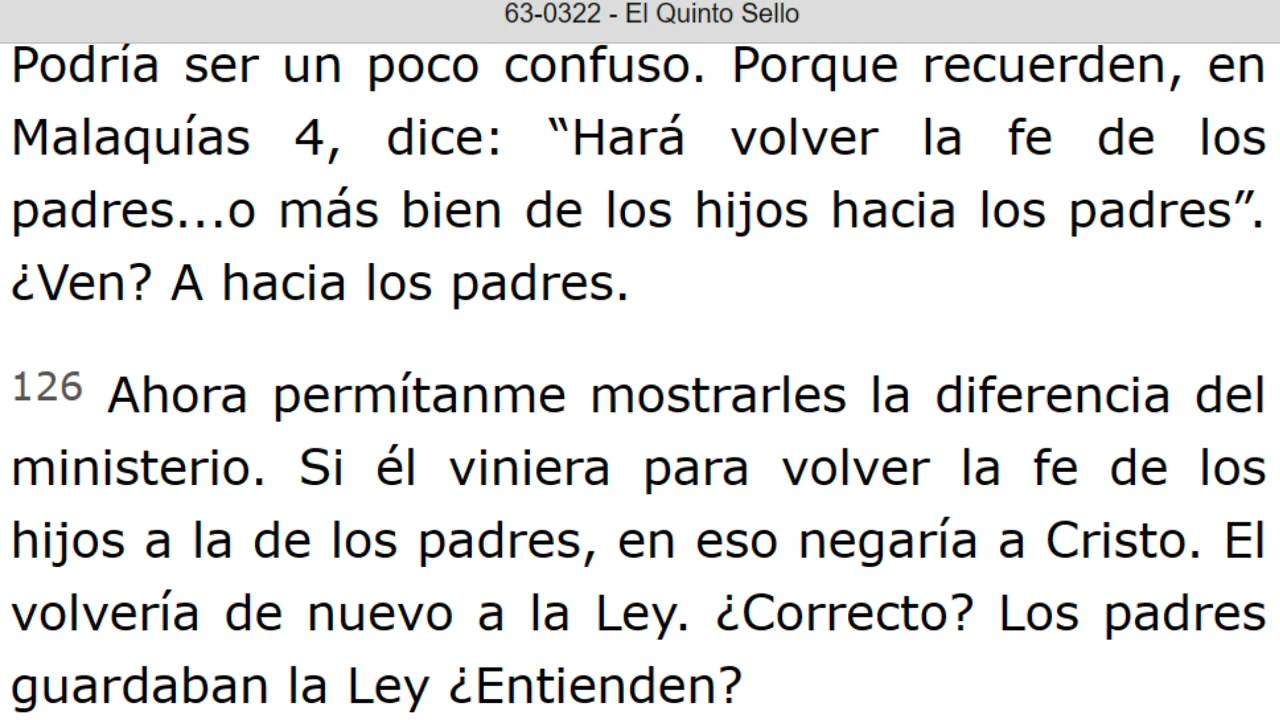 63-0322 - El Quinto Sello
Podría ser un poco confuso. Porque recuerden, en
Malaquías 4, dice: “Hará volver la fe de los
padres...o más bien de los hijos hacia los padres”.
¿Ven? A hacia los padres.
126 Ahora permítanme mostrarles la diferencia del
ministerio. Si él viniera para volver la fe de los
hijos a la de los padres, en eso negaría a Cristo. El
volvería de nuevo a la Ley. ¿Correcto? Los padres
guardaban la Ley ¿Entienden?